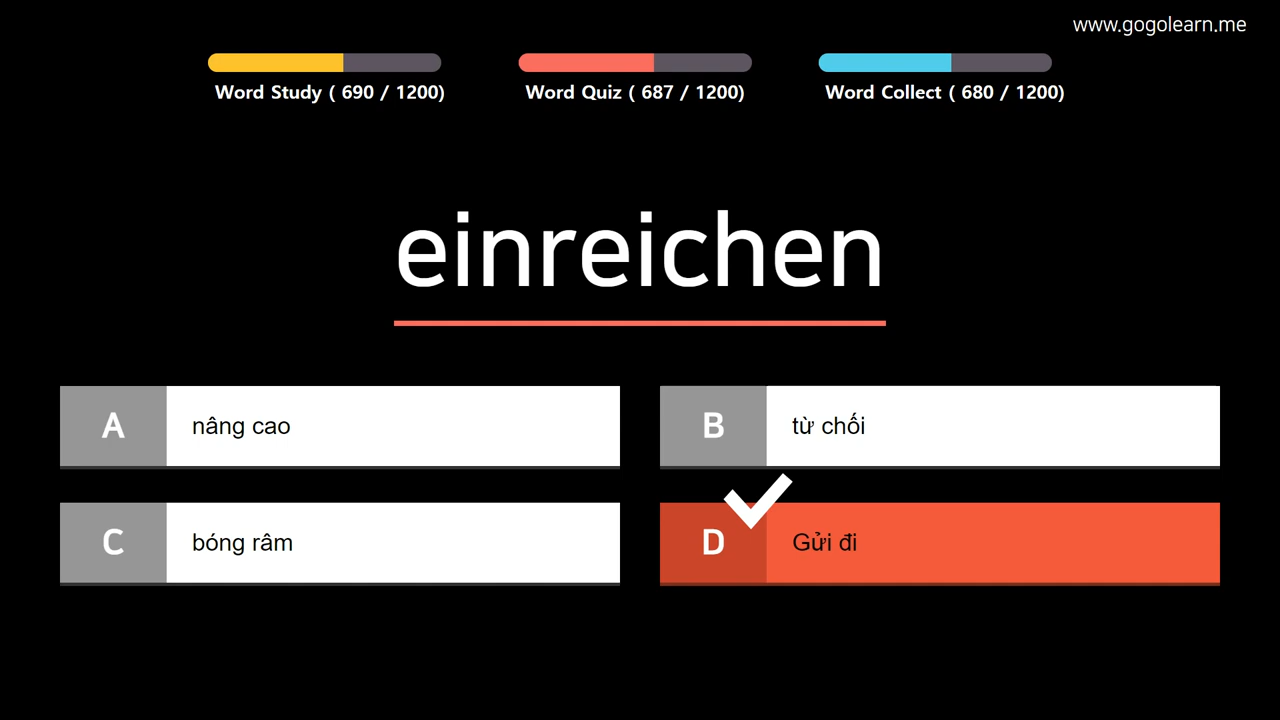 www.gogolearn.me
Word Study ( 690 / 1200)
Word Quiz ( 687 / 1200)
Word Collect ( 680 / 1200)
einreichen
A nâng cao
B từ chối
C bóng râm
D Gửi đi